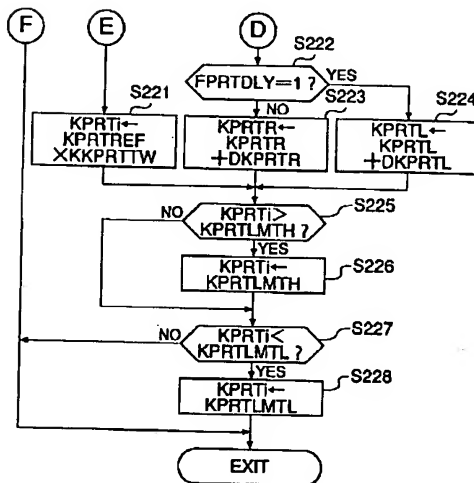 F
E
D
S222
FPRTDLY=1 ?
YES
S221
NO
S223
S224
KPRTi←
KPRTREF
×KKPRTTW
KPRTR←
KPRTR
+DKPRTR
KPRTL←
KPRTL
+DKPRTL
S225
NO
KPRTi>
KPRTLMTH ?
YES
S226
KPRTi←
KPRTLMTH
S227
NO
KPRTi<
KPRTLMTL ?
YES
S228
KPRTi←
KPRTLMTL
EXIT